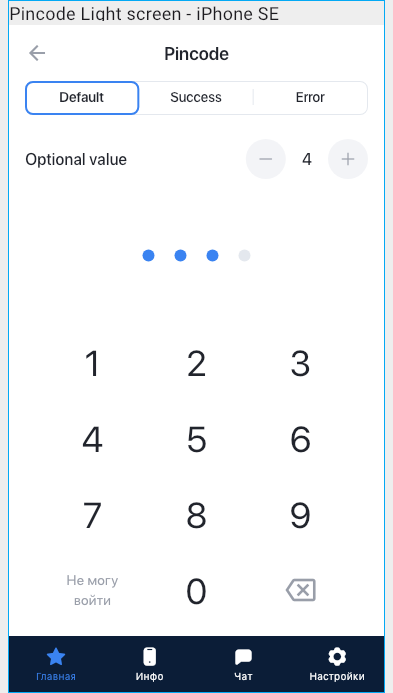 Pincode Light screen - iPhone SE
Pincode
Default Success Error
Optional value 4
1 2 3
4 5 6
7 8 9
Не могу
войти
0
Главная Инфо Чат Настройки